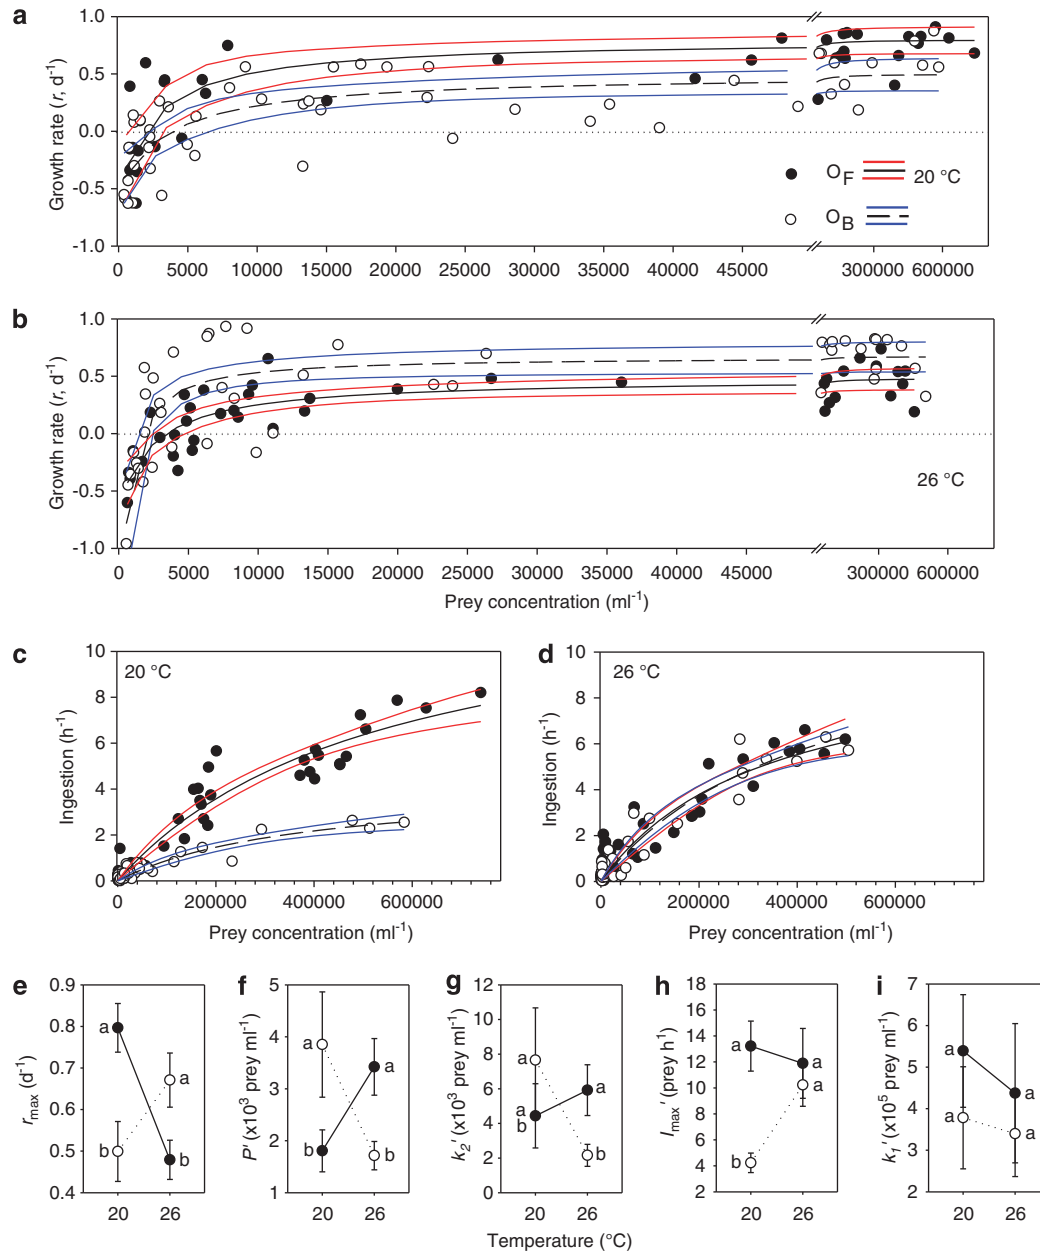 a
1.0
0.5
0.0
-0.5
-1.0
Growth rate (r, d-1)
OF 20 °C
OB
0 5000 10000 15000 20000 25000 30000 35000 40000 45000 300000 600000
b
1.0
0.5
0.0
-0.5
-1.0
Growth rate (r, d-1)
26 °C
0 5000 10000 15000 20000 25000 30000 35000 40000 45000 300000 600000
Prey concentration (ml-1)
c
20 °C
10
8
6
4
2
0
Ingestion (h-1)
0 200000 400000 600000
Prey concentration (ml-1)
d
26 °C
10
8
6
4
2
0
Ingestion (h-1)
0 200000 400000 600000
Prey concentration (ml-1)
e
0.9
0.8
0.7
0.6
0.5
0.4
rmax (d-1)
a
a
b
b
20 26
f
5
4
3
2
1
P' (x103 prey ml-1)
a
a
b
b
20 26
g
12
10
8
6
4
2
0
k2' (x103 prey ml-1)
a
a
a
b
b
20 26
h
18
16
14
12
10
8
6
4
2
Imax' (prey h1)
a
a
a
b
20 26
i
7
6
5
4
3
2
k1' (x105 prey ml-1)
a
a
a
a
20 26
Temperature (°C)